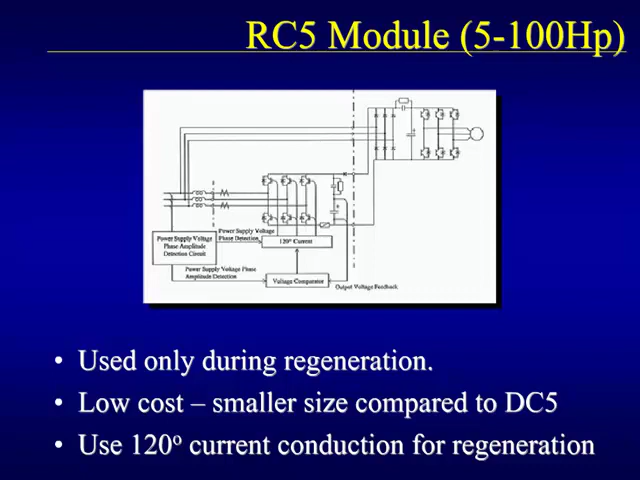 RC5 Module (5-100Hp)
Power Supply Voltage
Phase Amplitude
Detection Circuit
Power Supply Voltage
Phase Detection
120° Current
Power Supply Voltage Phase
Amplitude/Detection
Voltage Comparator
Output Voltage Feedback
• Used only during regeneration.
• Low cost – smaller size compared to DC5
• Use 120° current conduction for regeneration